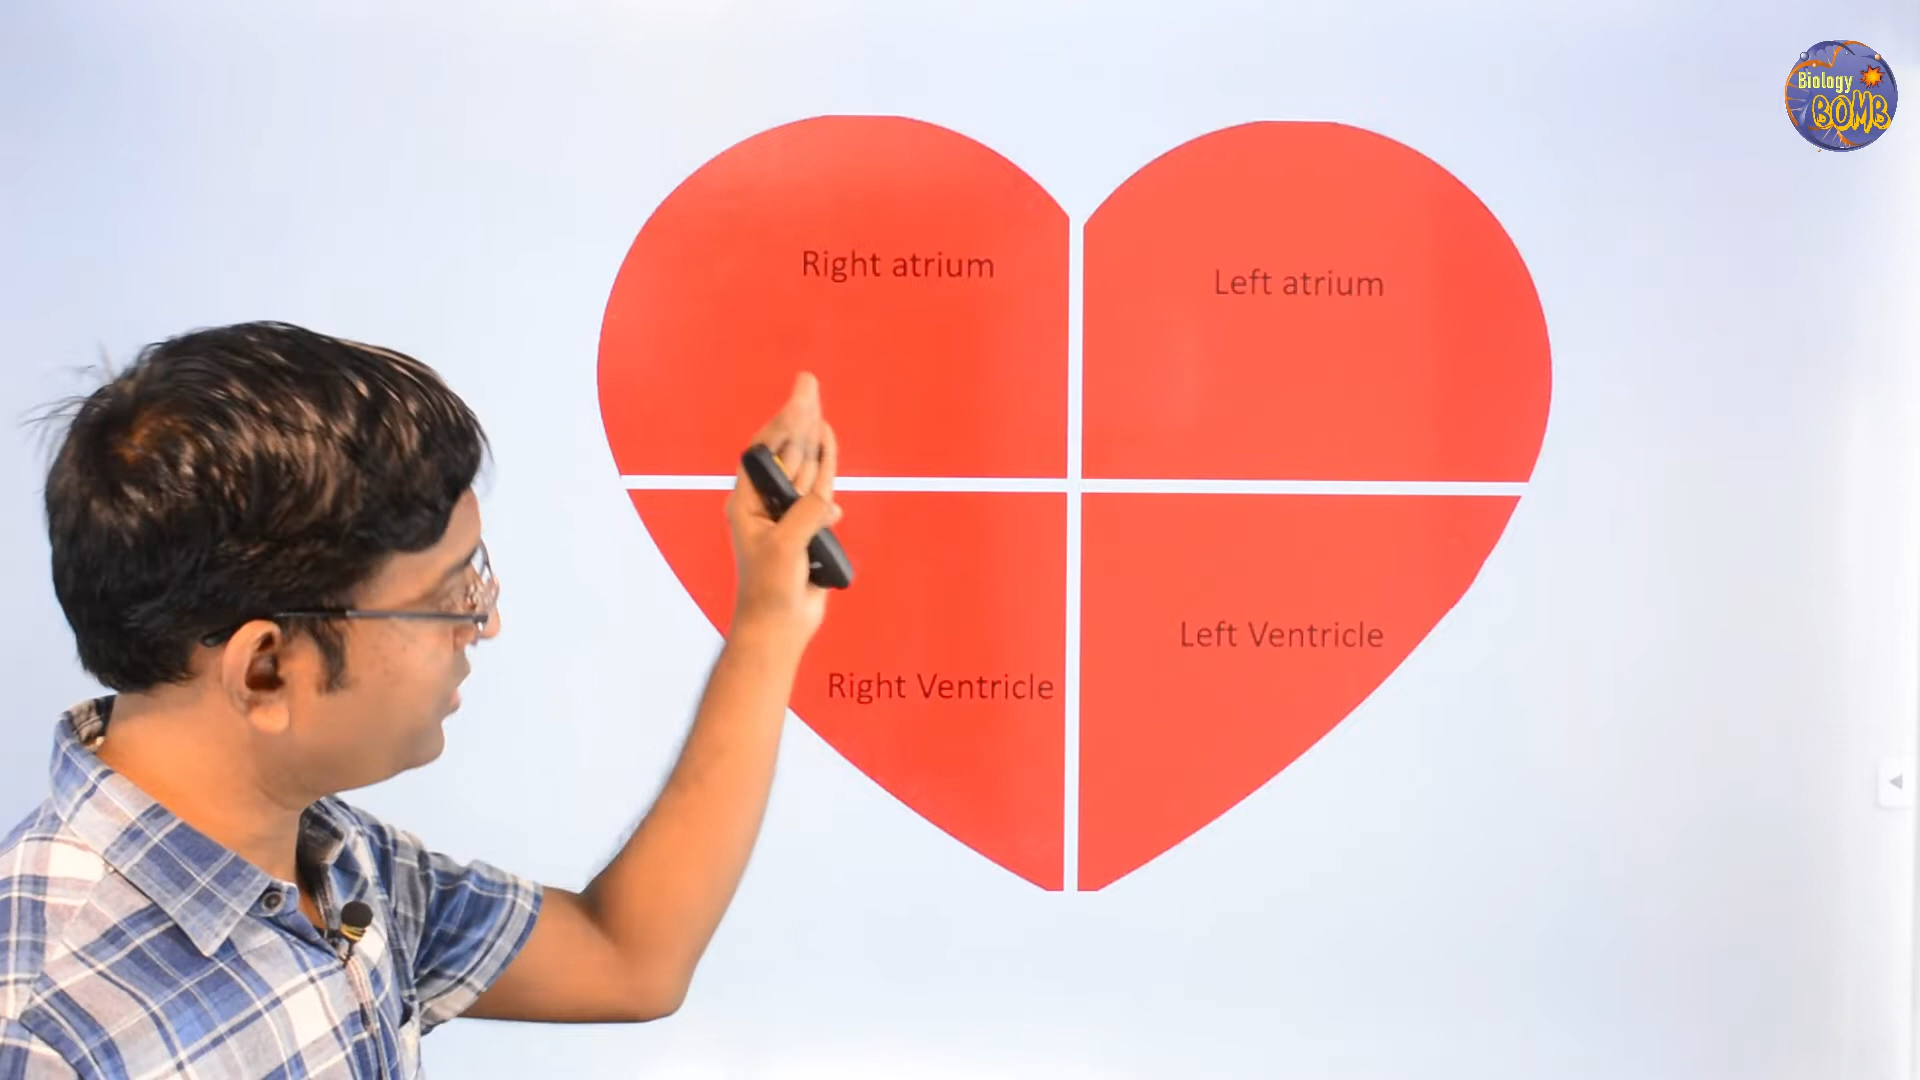 Biology
BOMB
Right atrium
Left atrium
Left Ventricle
Right Ventricle